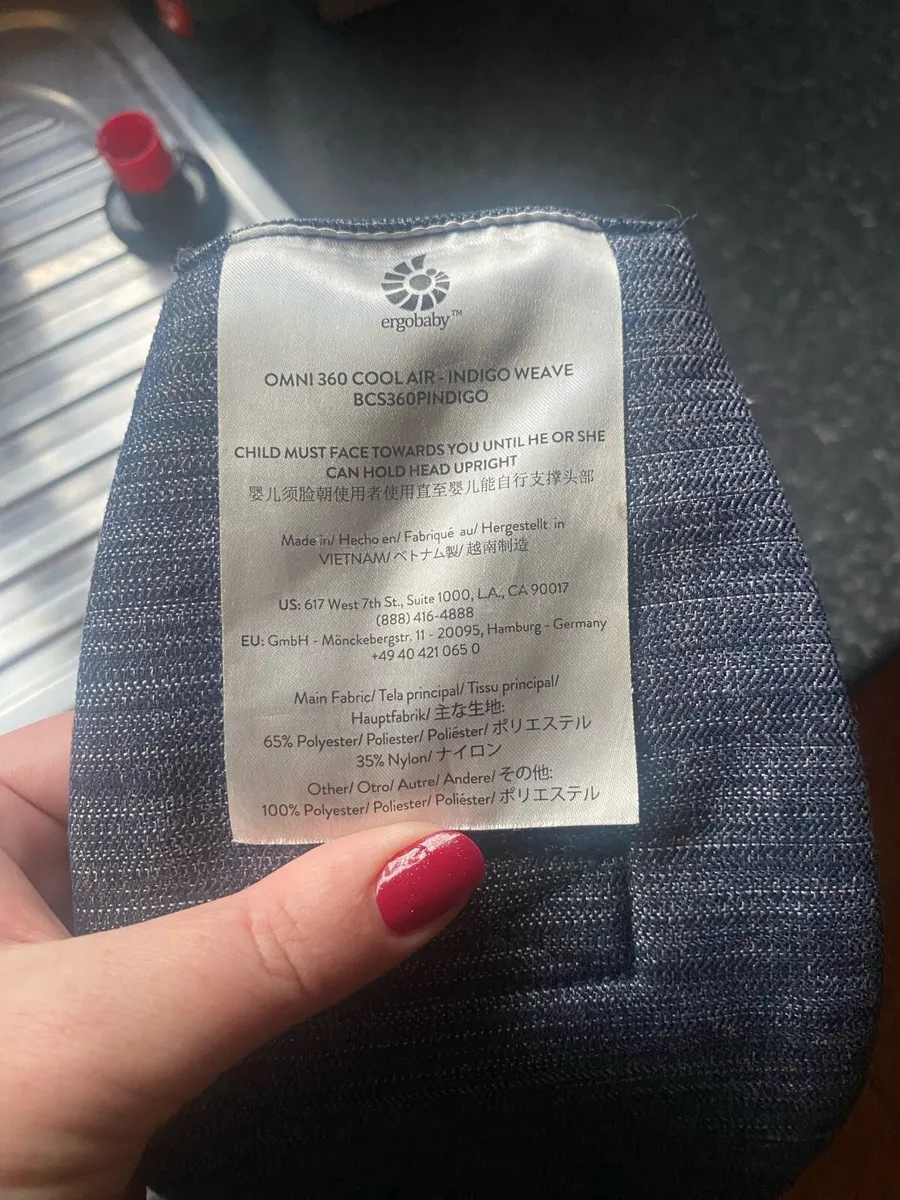 ergobaby™
OMNI 360 COOL AIR - INDIGO WEAVE
BCS360PINDIGO
CHILD MUST FACE TOWARDS YOU UNTIL HE OR SHE
CAN HOLD HEAD UPRIGHT
婴儿须脸朝使用者使用直至婴儿能自行支撑头部
Made in/ Hecho en/ Fabriqué au/ Hergestellt in
VIETNAM/ ベトナム製/ 越南制造
US: 617 West 7th St., Suite 1000, L.A., CA 90017
(888) 416-4888
EU: GmbH - Mönckebergstr. 11 - 20095, Hamburg - Germany
+49 40 421 065 0
Main Fabric/ Tela principal/ Tissu principal/
Hauptfabrik/ 主な生地:
65% Polyester/ Poliester/ Poliéster/ ポリエステル
35% Nylon/ ナイロン
Other/ Otro/ Autre/ Andere/ その他:
100% Polyester/ Poliester/ Poliéster/ ポリエステル